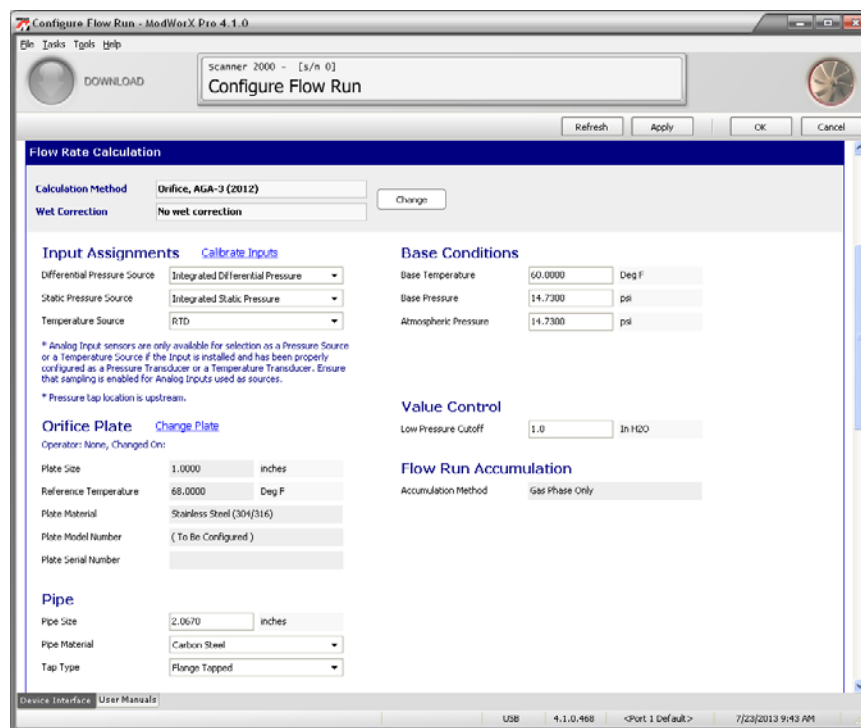 Configure Flow Run - ModWorX Pro 4.1.0
File Tasks Tools Help
DOWNLOAD
Scanner 2000 - [s/n 0]
Configure Flow Run
Refresh Apply OK Cancel
Flow Rate Calculation
Calculation Method Orifice, AGA-3 (2012)
Change
Wet Correction No wet correction
Input Assignments Calibrate Inputs
Differential Pressure Source Integrated Differential Pressure
Static Pressure Source Integrated Static Pressure
Temperature Source RTD
* Analog Input sensors are only available for selection as a Pressure Source
or a Temperature Source if the Input is installed and has been properly
configured as a Pressure Transducer or a Temperature Transducer. Ensure
that sampling is enabled for Analog Inputs used as sources.
* Pressure tap location is upstream.
Orifice Plate Change Plate
Operator: None, Changed On:
Plate Size 1.0000 inches
Reference Temperature 68.0000 Deg F
Plate Material Stainless Steel (304/316)
Plate Model Number ( To Be Configured )
Plate Serial Number
Pipe
Pipe Size 2.0670 inches
Pipe Material Carbon Steel
Tap Type Flange Tapped
Base Conditions
Base Temperature 60.0000 Deg F
Base Pressure 14.7300 psi
Atmospheric Pressure 14.7300 psi
Value Control
Low Pressure Cutoff 1.0 In H2O
Flow Run Accumulation
Accumulation Method Gas Phase Only
Device Interface User Manuals
USB 4.1.0.468 <Port 1 Default> 7/23/2013 9:43 AM